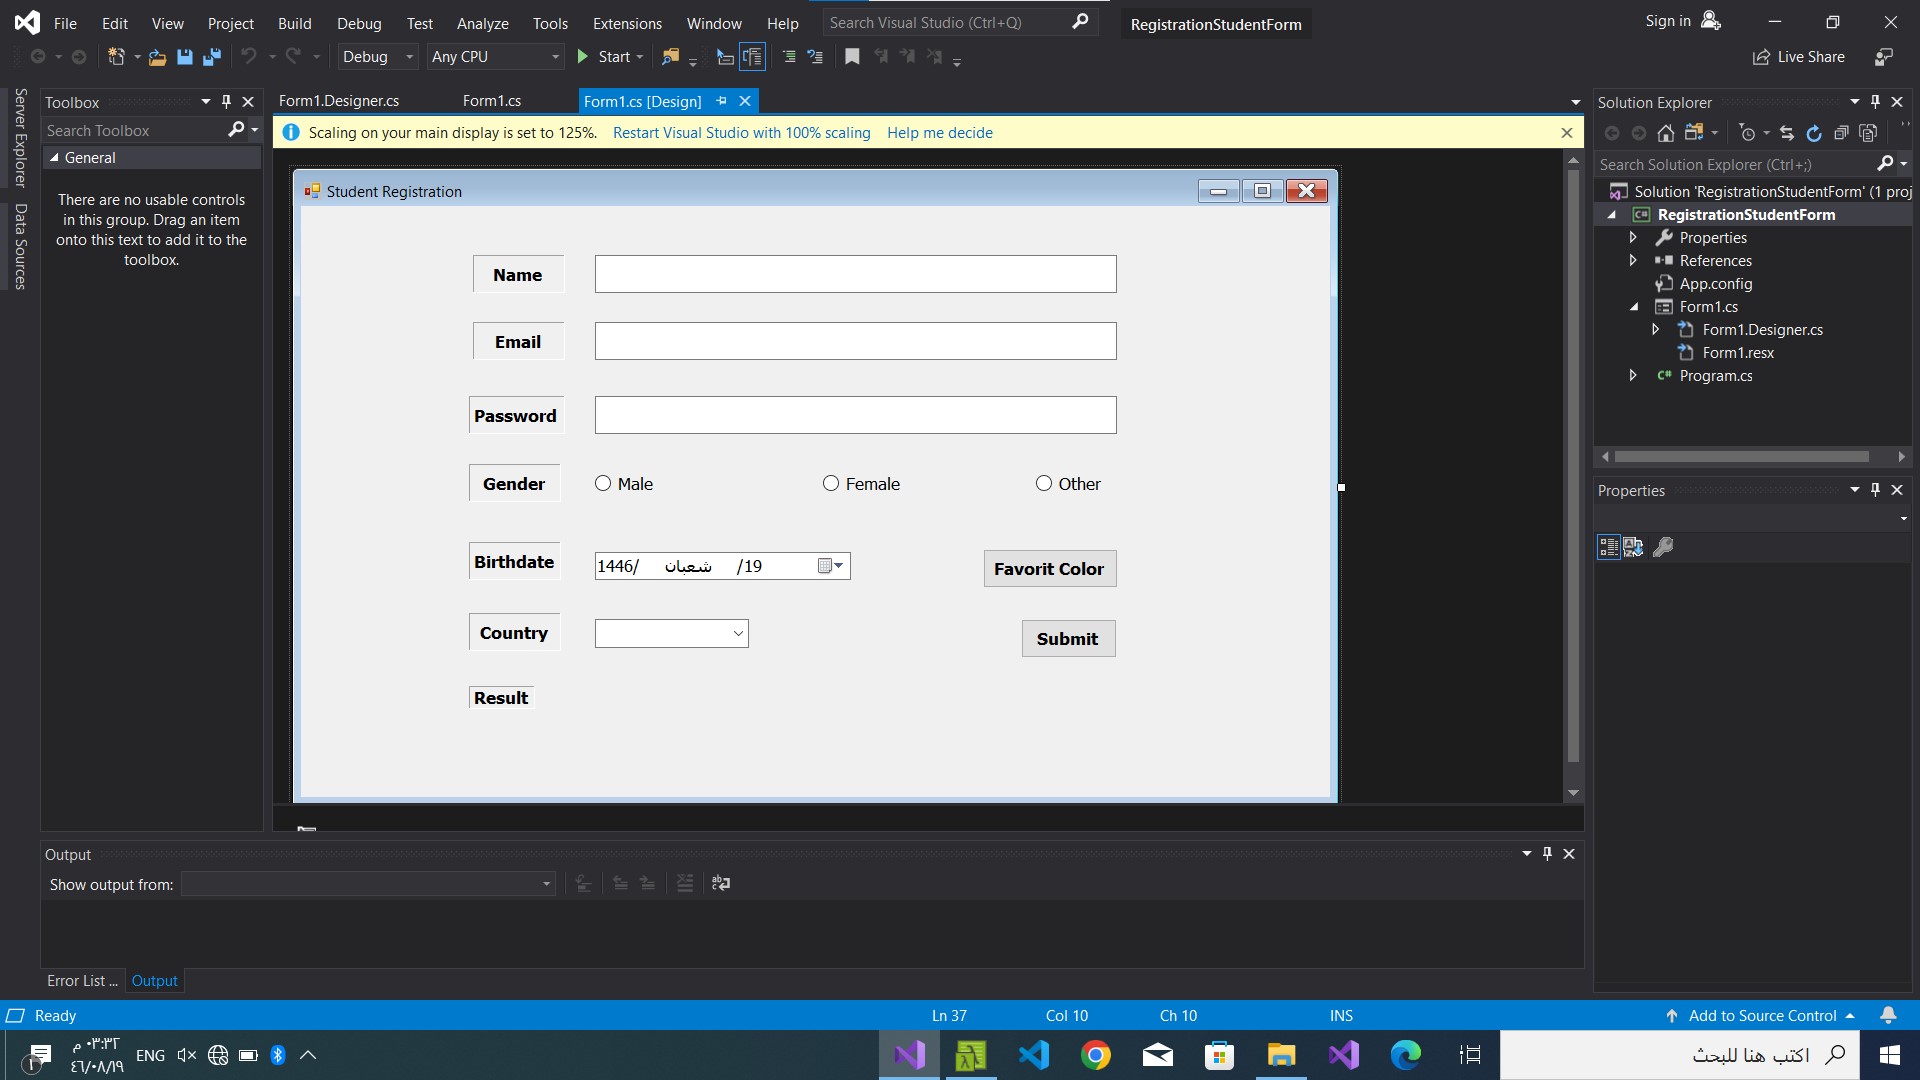 File Edit View Project Build Debug Test Analyze Tools Extensions Window Help Search Visual Studio (Ctrl+Q) RegistrationStudentForm Sign in
Debug Any CPU Start Live Share
Server Explorer
Data Sources
Toolbox
Search Toolbox
General
There are no usable controls
in this group. Drag an item
onto this text to add it to the
toolbox.
Form1.Designer.cs Form1.cs Form1.cs [Design]
Scaling on your main display is set to 125%. Restart Visual Studio with 100% scaling Help me decide
Student Registration
Name
Email
Password
Gender Male Female Other
Birthdate 1446/ شعبان /19 Favorit Color
Country Submit
Result
Solution Explorer
Search Solution Explorer (Ctrl+;)
Solution 'RegistrationStudentForm' (1 proj
RegistrationStudentForm
Properties
References
App.config
Form1.cs
Form1.Designer.cs
Form1.resx
C# Program.cs
Properties
Output
Show output from:
Error List ... Output
Ready Ln 37 Col 10 Ch 10 INS Add to Source Control
٠٣:٣٢ م
٤٦/٠٨/١٩
ENG
اكتب هنا للبحث